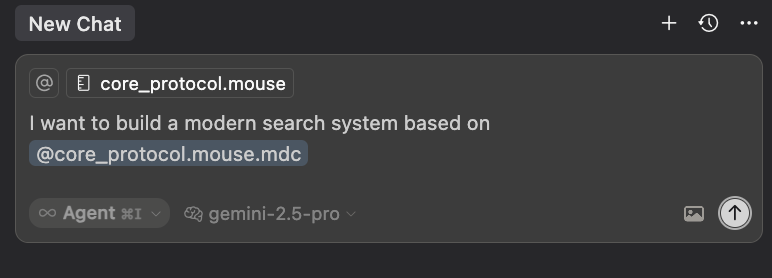 New Chat
@ core_protocol.mouse
I want to build a modern search system based on
@core_protocol.mouse.mdc
Agent ⌘I gemini-2.5-pro